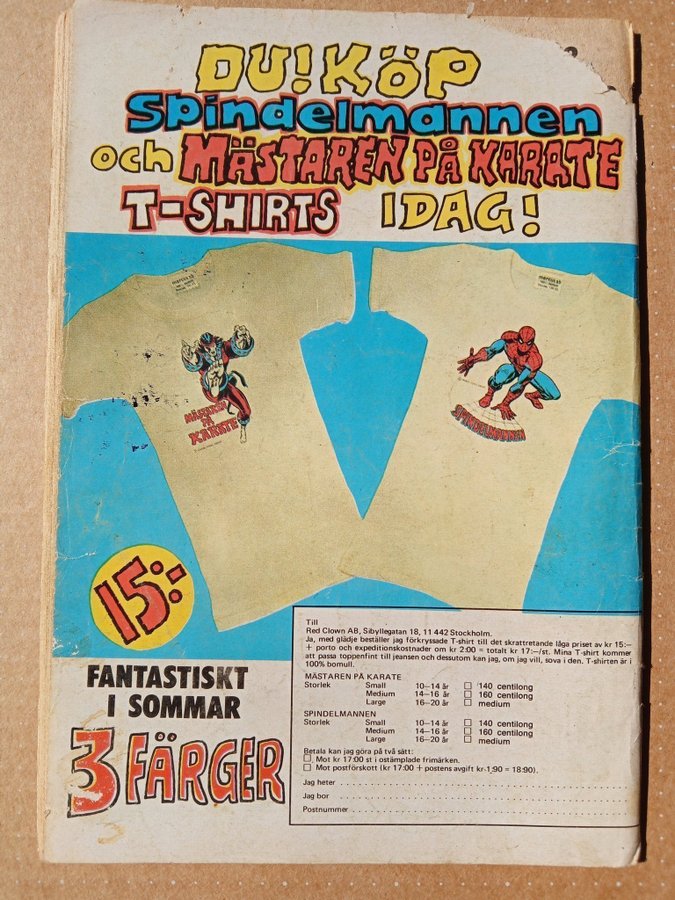 DU! KÖP
Spindelmannen
och MÄSTAREN PÅ KARATE
T-SHIRTS IDAG!
MÄSTAREN
PÅ
KARATE
SPINDELMANNEN
15:-
FANTASTISKT
I SOMMAR
3 FÄRGER
Till
Red Clown AB, Sibyllegatan 18, 11 442 Stockholm.
Ja, med glädje beställer jag förkryssade T-shirt till det skrattretande låga priset av kr 15:–
+ porto och expeditionskostnader om kr 2:00 = totalt kr 17:–/st. Mina T-shirt kommer
att passa toppenfint till jeansen och dessutom kan jag, om jag vill, sova i den. T-shirten är i
100% bomull.
MÄSTAREN PÅ KARATE
Storlek Small 10–14 år □ 140 centilong
Medium 14–16 år □ 160 centilong
Large 16–20 år □ medium
SPINDELMANNEN
Storlek Small 10–14 år □ 140 centilong
Medium 14–16 år □ 160 centilong
Large 16–20 år □ medium
Betala kan jag göra på två sätt:
□ Mot kr 17:00 st i ostämplade frimärken.
□ Mot postförskott (kr 17:00 + postens avgift kr 1,90 = 18:90).
Jag heter
Jag bor
Postnummer